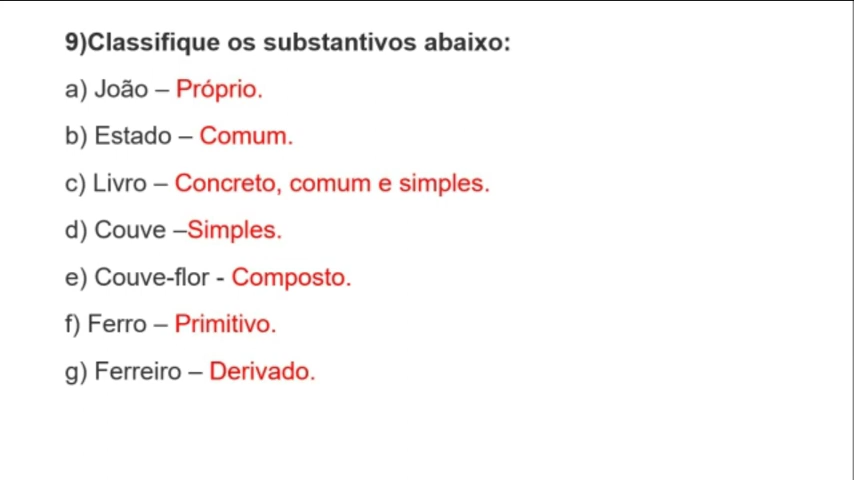 9)Classifique os substantivos abaixo:
a) João – Próprio.
b) Estado – Comum.
c) Livro – Concreto, comum e simples.
d) Couve –Simples.
e) Couve-flor - Composto.
f) Ferro – Primitivo.
g) Ferreiro – Derivado.